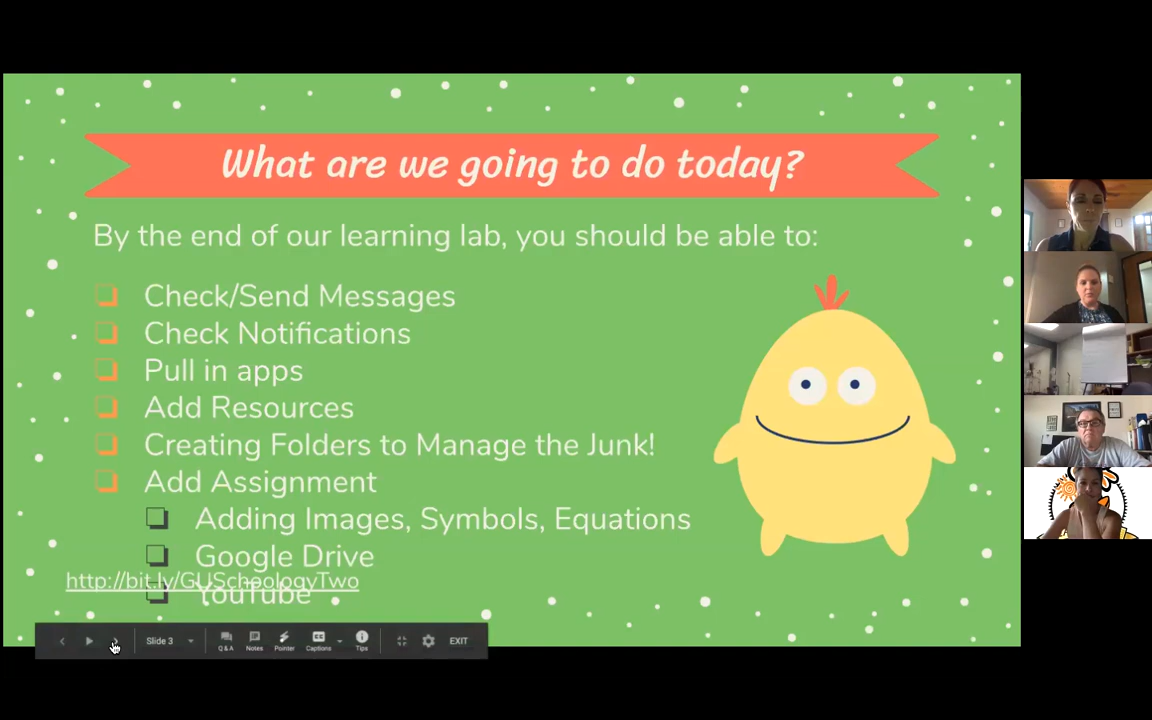 What are we going to do today?
By the end of our learning lab, you should be able to:
Check/Send Messages
Check Notifications
Pull in apps
Add Resources
Creating Folders to Manage the Junk!
Add Assignment
Adding Images, Symbols, Equations
Google Drive
http://bit.ly/GUSchoologyTwo
YouTube
Slide 3
Q & A
Notes
Pointer
CC
Captions
Tips
EXIT